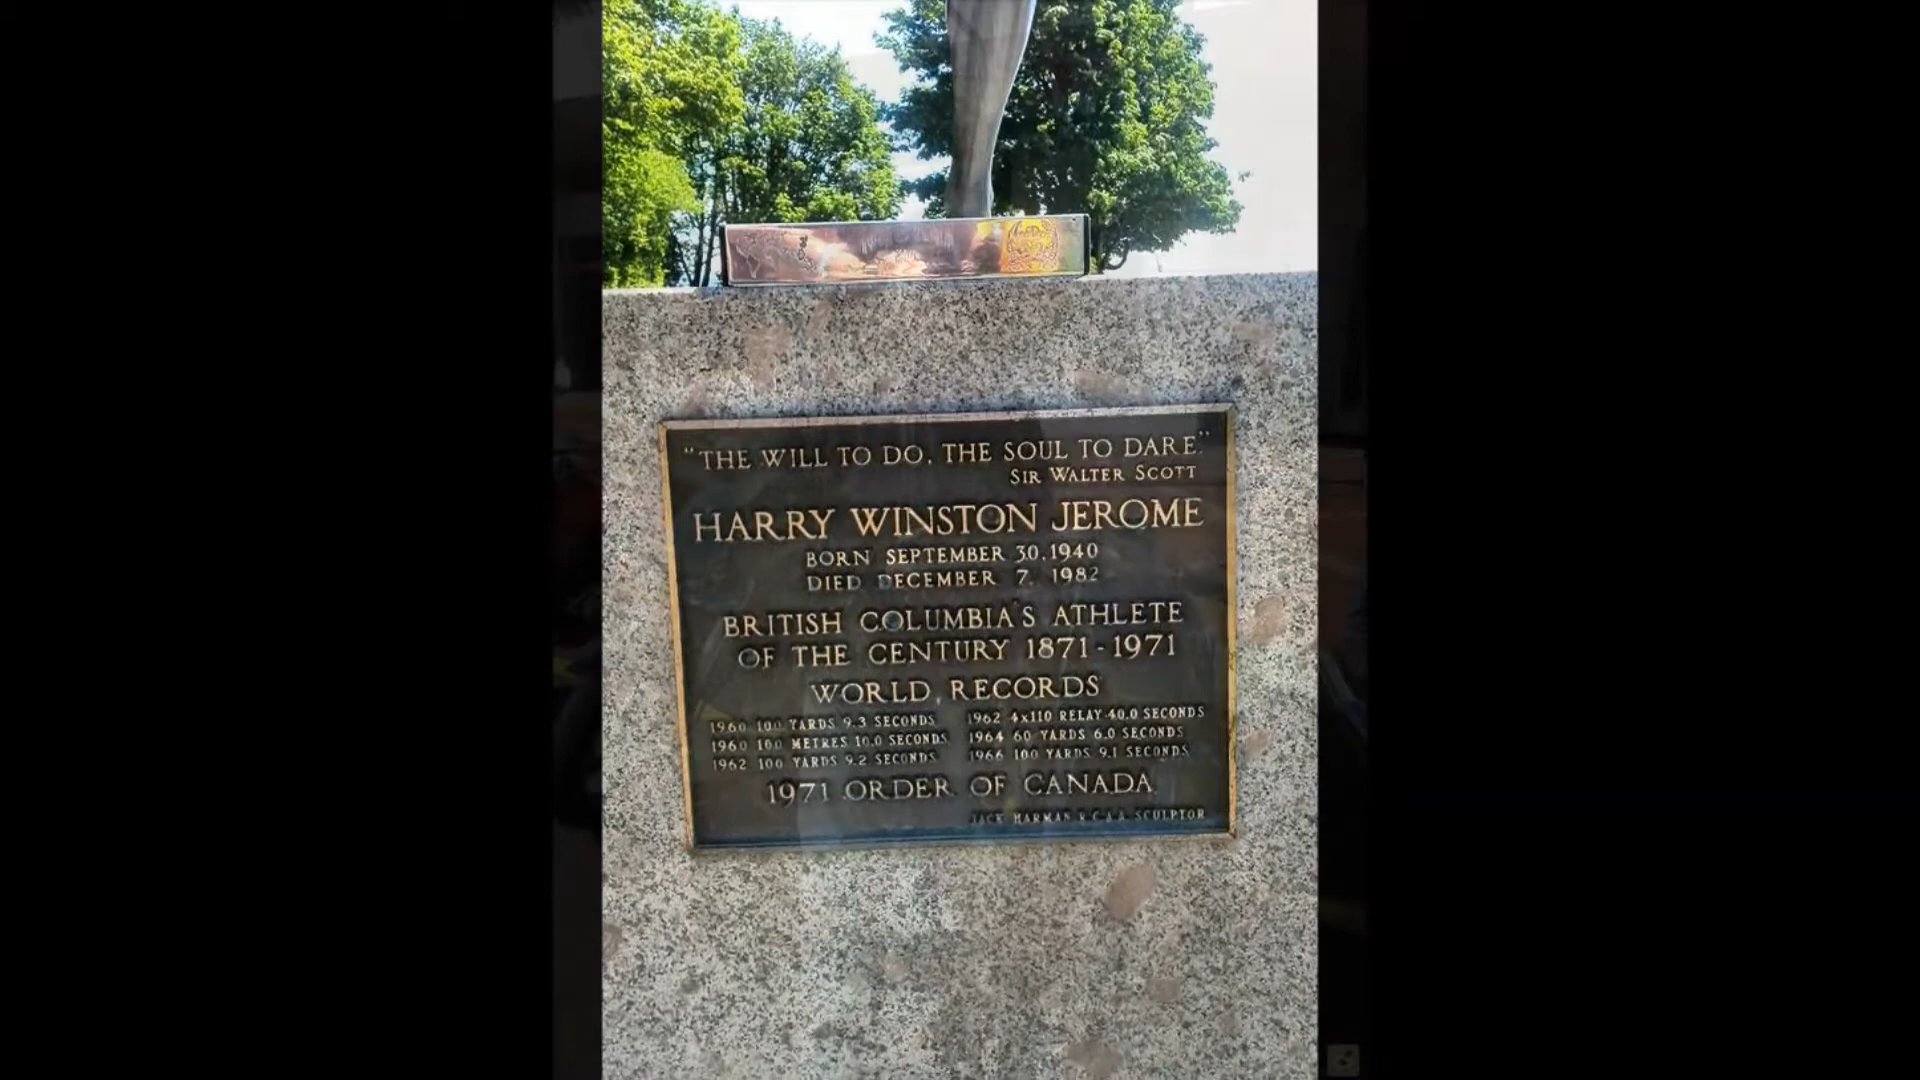 "THE WILL TO DO, THE SOUL TO DARE."
SIR WALTER SCOTT
HARRY WINSTON JEROME
BORN SEPTEMBER 30, 1940
DIED DECEMBER 7, 1982
BRITISH COLUMBIA'S ATHLETE
OF THE CENTURY 1871-1971
WORLD RECORDS
1960 100 YARDS 9.3 SECONDS
1960 100 METRES 10.0 SECONDS
1962 100 YARDS 9.2 SECONDS
1962 4x110 RELAY 40.0 SECONDS
1964 60 YARDS 6.0 SECONDS
1966 100 YARDS 9.1 SECONDS
1971 ORDER OF CANADA
JACK HARMAN R.C.A.A. SCULPTOR